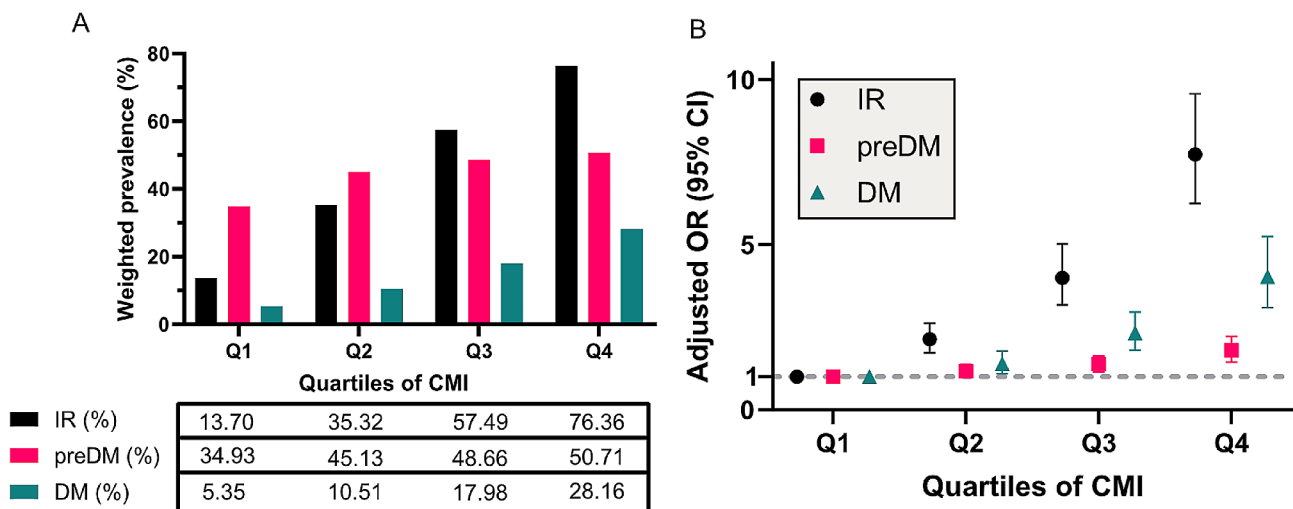 A
Weighted prevalence (%)
80
60
40
20
0
Q1 Q2 Q3 Q4
Quartiles of CMI
IR (%) 13.70 35.32 57.49 76.36
preDM (%) 34.93 45.13 48.66 50.71
DM (%) 5.35 10.51 17.98 28.16
B
Adjusted OR (95% CI)
10
5
1
0
IR
preDM
DM
Q1 Q2 Q3 Q4
Quartiles of CMI